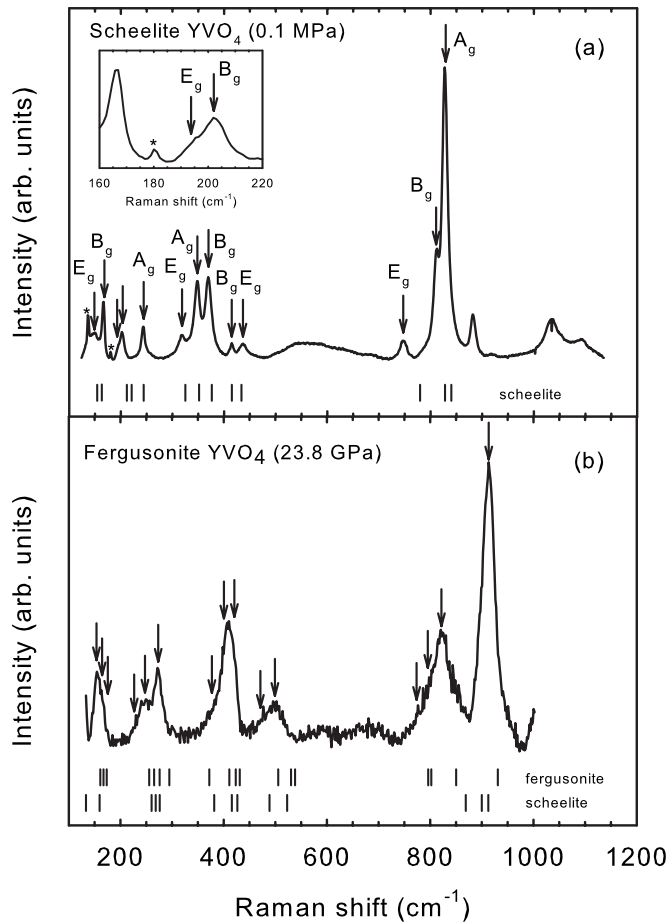 Scheelite YVO4 (0.1 MPa)
(a)
Ag
Eg
Bg
*
160 180 200 220
Raman shift (cm-1)
Bg
Eg
Bg
Ag
Ag
Bg
Eg
Bg Eg
Eg
*
*
Intensity (arb. units)
scheelite
Fergusonite YVO4 (23.8 GPa)
(b)
Intensity (arb. units)
fergusonite
scheelite
200 400 600 800 1000 1200
Raman shift (cm-1)